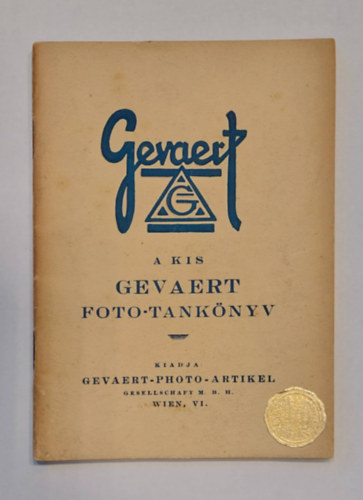 Gevaert
G
A KIS
GEVAERT
FOTO-TANKÖNYV
KIADJA
GEVAERT-PHOTO-ARTIKEL
GESELLSCHAFT M. B. H.
WIEN, VI.